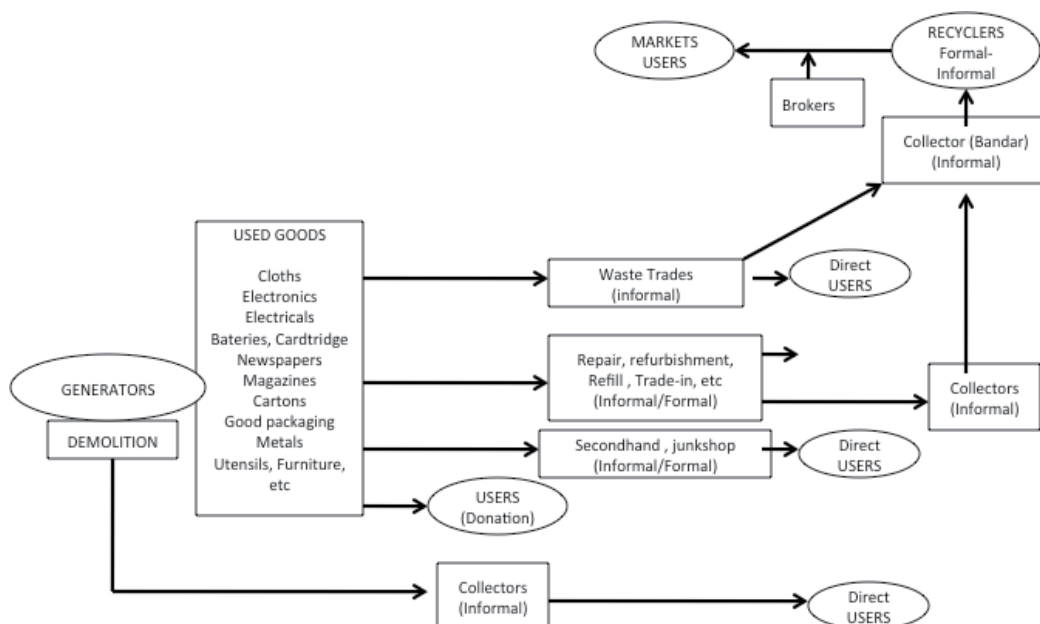 MARKETS
USERS
RECYCLERS
Formal-
Informal
Brokers
Collector (Bandar)
(Informal)
USED GOODS
Cloths
Electronics
Electricals
Bateries, Cardtridge
Newspapers
Magazines
Cartons
Good packaging
Metals
Utensils, Furniture,
etc
Waste Trades
(informal)
Direct
USERS
Repair, refurbishment,
Refill , Trade-in, etc
(Informal/Formal)
Collectors
(Informal)
GENERATORS
DEMOLITION
Secondhand , junkshop
(Informal/Formal)
Direct
USERS
USERS
(Donation)
Collectors
(Informal)
Direct
USERS